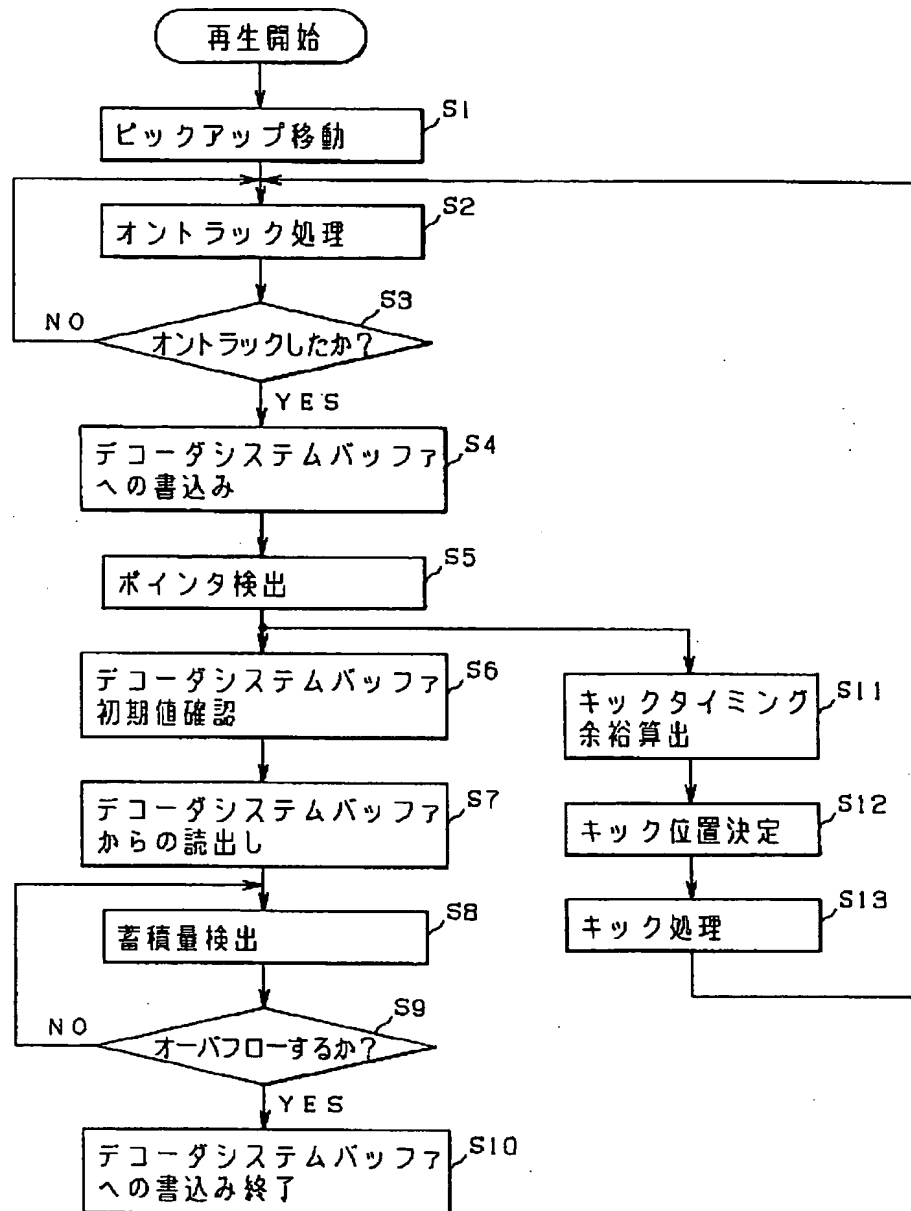 再生開始
S1
ピックアップ移動
S2
オントラック処理
S3
NO
オントラックしたか?
YES
S4
デコーダシステムバッファ
への書込み
S5
ポインタ検出
S6
デコーダシステムバッファ
初期値確認
S7
デコーダシステムバッファ
からの読出し
S8
蓄積量検出
S9
NO
オーバフローするか?
YES
S10
デコーダシステムバッファ
への書込み終了
S11
キックタイミング
余裕算出
S12
キック位置決定
S13
キック処理